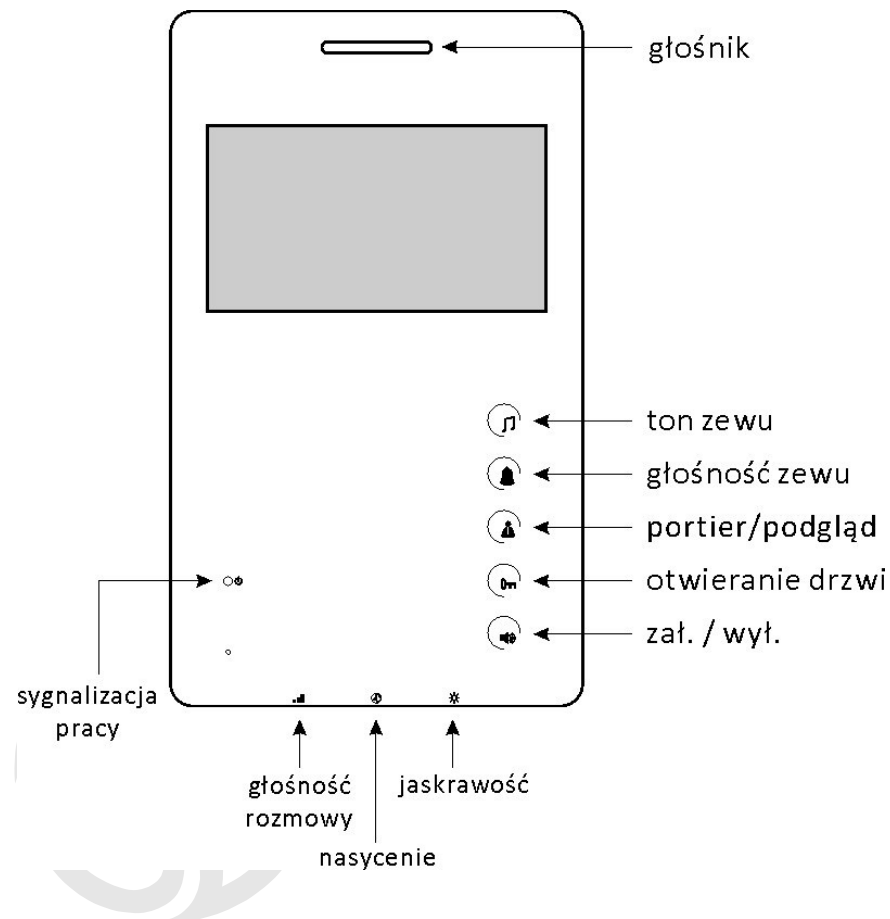 głośnik
ton zewu
głośność zewu
portier/podgląd
otwieranie drzwi
zał. / wył.
sygnalizacja
pracy
głośność
rozmowy
jaskrawość
nasycenie